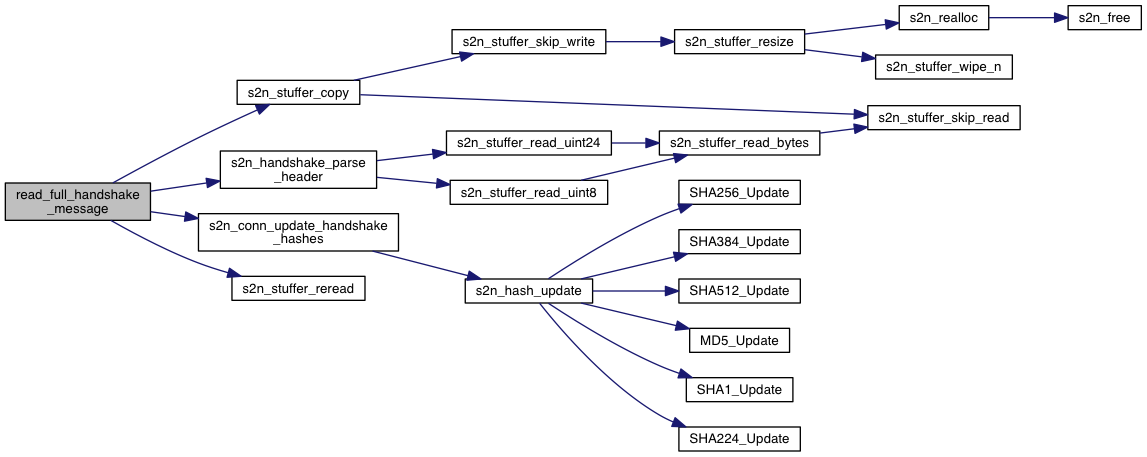 s2n_realloc
s2n_free
s2n_stuffer_skip_write
s2n_stuffer_resize
s2n_stuffer_wipe_n
s2n_stuffer_copy
s2n_stuffer_skip_read
s2n_stuffer_read_uint24
s2n_stuffer_read_bytes
s2n_handshake_parse
_header
s2n_stuffer_read_uint8
SHA256_Update
read_full_handshake
_message
s2n_conn_update_handshake
_hashes
SHA384_Update
s2n_stuffer_reread
s2n_hash_update
SHA512_Update
MD5_Update
SHA1_Update
SHA224_Update